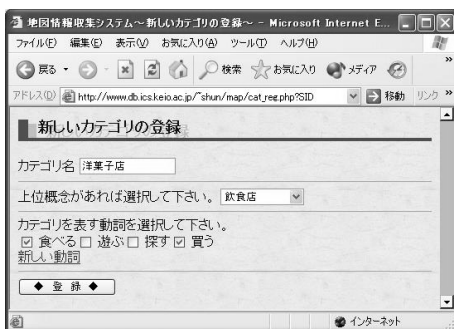 地図情報収集システム～新しいカテゴリの登録～ - Microsoft Internet E...
ファイル(F) 編集(E) 表示(V) お気に入り(A) ツール(T) ヘルプ(H)
戻る 検索 お気に入り メディア
アドレス(D) http://www.db.ics.keio.ac.jp/~shun/map/cat_reg.php?SID 移動 リンク »
新しいカテゴリの登録
カテゴリ名 洋菓子店
上位概念があれば選択して下さい。 飲食店
カテゴリを表す動詞を選択して下さい。
食べる 遊ぶ 探す 買う
新しい動詞
◆ 登 録 ◆
インターネット